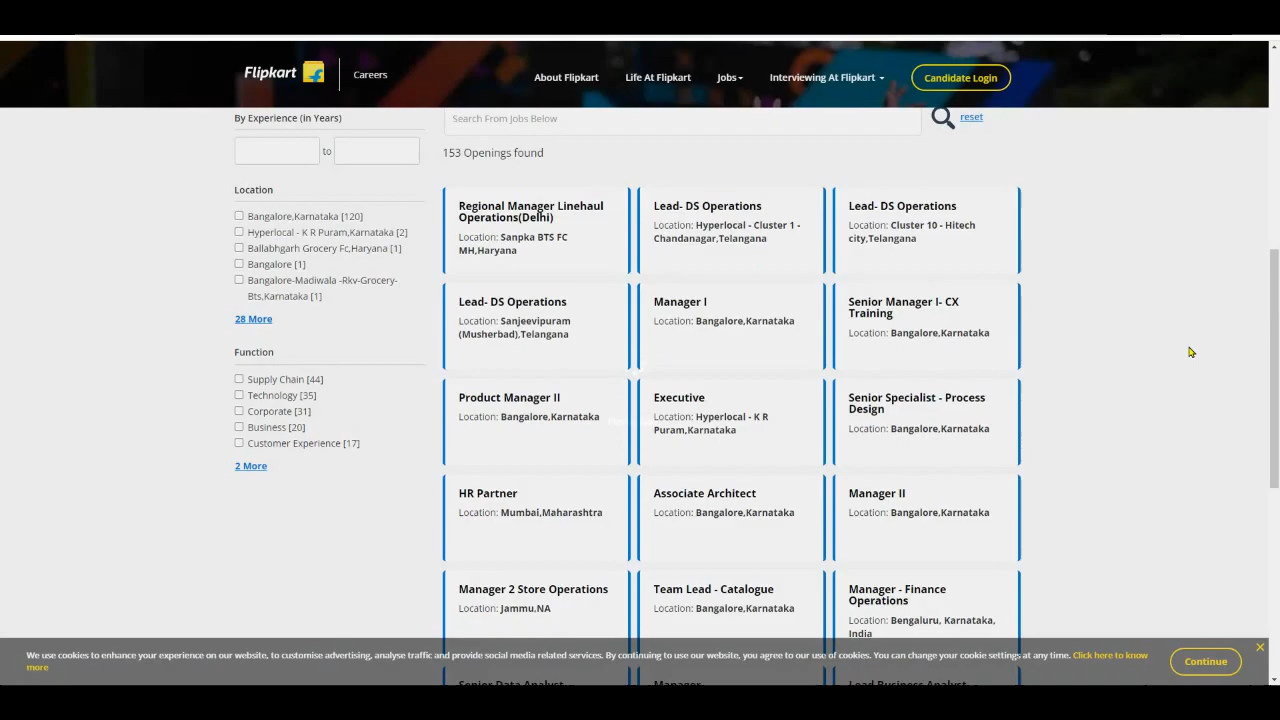 Flipkart
Careers
About Flipkart
Life At Flipkart
Jobs
Interviewing At Flipkart
Candidate Login
By Experience (in Years)
to
Location
Bangalore,Karnataka [120]
Hyperlocal - K R Puram,Karnataka [2]
Ballabhgarh Grocery Fc,Haryana [1]
Bangalore [1]
Bangalore-Madiwala -Rkv-Grocery-
Bts,Karnataka [1]
28 More
Function
Supply Chain [44]
Technology [35]
Corporate [31]
Business [20]
Customer Experience [17]
2 More
Search From Jobs Below
reset
153 Openings found
Regional Manager Linehaul
Operations(Delhi)
Location: Sanpka BTS FC
MH,Haryana
Lead- DS Operations
Location: Hyperlocal - Cluster 1 -
Chandanagar,Telangana
Lead- DS Operations
Location: Cluster 10 - Hitech
city,Telangana
Lead- DS Operations
Location: Sanjeevipuram
(Musherbad),Telangana
Manager I
Location: Bangalore,Karnataka
Senior Manager I- CX
Training
Location: Bangalore,Karnataka
Product Manager II
Location: Bangalore,Karnataka
Executive
Location: Hyperlocal - K R
Puram,Karnataka
Senior Specialist - Process
Design
Location: Bangalore,Karnataka
HR Partner
Location: Mumbai,Maharashtra
Associate Architect
Location: Bangalore,Karnataka
Manager II
Location: Bangalore,Karnataka
Manager 2 Store Operations
Location: Jammu,NA
Team Lead - Catalogue
Location: Bangalore,Karnataka
Manager - Finance
Operations
Location: Bengaluru, Karnataka,
India
Senior Data Analyst
Manager
Lead Business Analyst
We use cookies to enhance your experience on our website, to customise advertising, analyse traffic and provide social media related services. By continuing to use our website, you agree to our use of cookies. You can change your cookie settings at any time. Click here to know
more
Continue